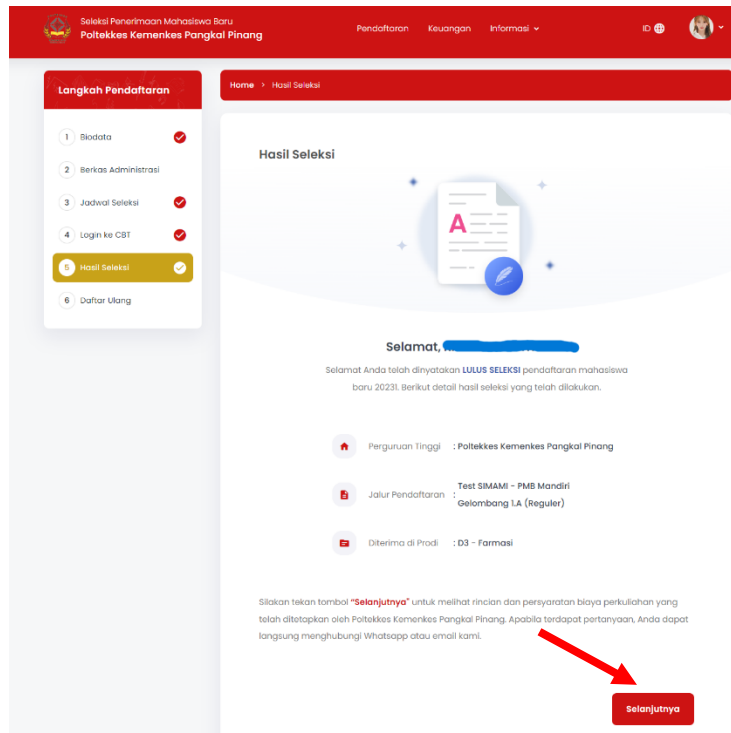 Seleksi Penerimaan Mahasiswa Baru
Poltekkes Kemenkes Pangkal Pinang
Pendaftaran Keuangan Informasi ID
Langkah Pendaftaran
1 Biodata
2 Berkas Administrasi
3 Jadwal Seleksi
4 Login ke CBT
5 Hasil Seleksi
6 Daftar Ulang
Home > Hasil Seleksi
Hasil Seleksi
A
Selamat,
Selamat Anda telah dinyatakan LULUS SELEKSI pendaftaran mahasiswa
baru 20231. Berikut detail hasil seleksi yang telah dilakukan.
Perguruan Tinggi : Poltekkes Kemenkes Pangkal Pinang
Jalur Pendaftaran : Test SIMAMI - PMB Mandiri
Gelombang 1.A (Reguler)
Diterima di Prodi : D3 - Farmasi
Silakan tekan tombol "Selanjutnya" untuk melihat rincian dan persyaratan biaya perkuliahan yang
telah ditetapkan oleh Poltekkes Kemenkes Pangkal Pinang. Apabila terdapat pertanyaan, Anda dapat
langsung menghubungi Whatsapp atau email kami.
Selanjutnya